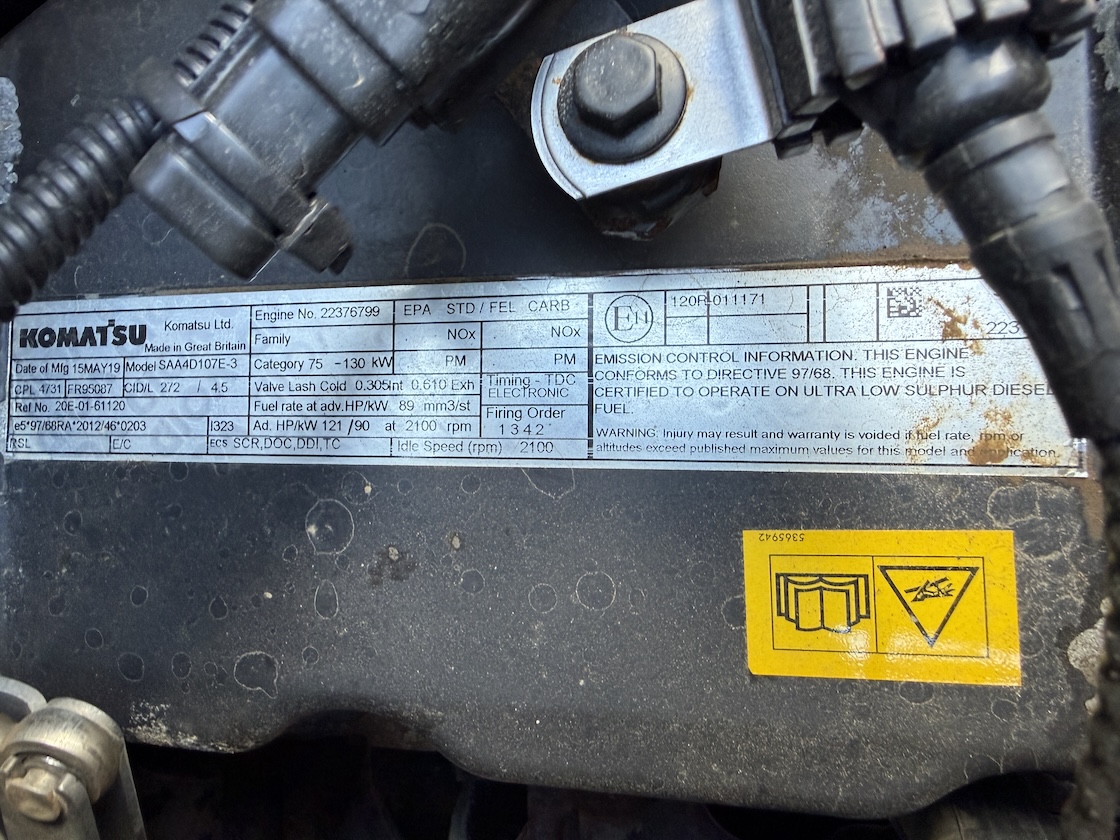 KOMATSU
Komatsu Ltd.
Made in Great Britain
Engine No. 22376799
EPA STD / FEL CARB
Family
NOx NOx
Date of Mfg 15MAY19 Model SAA4D107E-3
Category 75 -130 kW
PM PM
CPL 4731 FR95087 CID/L 272 / 4.5
Valve Lash Cold 0.305Int 0.610 Exh
Timing - TDC
ELECTRONIC
Ref No. 20E-01-61120
Fuel rate at adv.HP/kW 89 mm3/st
Firing Order
1 3 4 2
e5*97/68RA*2012/46*0203 I323
Ad. HP/kW 121 /90 at 2100 rpm
RSL E/C ECS SCR,DOC,DDI,TC
Idle Speed (rpm) 2100
E11
120R-011171
223
EMISSION CONTROL INFORMATION. THIS ENGINE
CONFORMS TO DIRECTIVE 97/68. THIS ENGINE IS
CERTIFIED TO OPERATE ON ULTRA LOW SULPHUR DIESEL
FUEL.
WARNING. Injury may result and warranty is voided if fuel rate, rpm or
altitudes exceed published maximum values for this model and application.
5365942